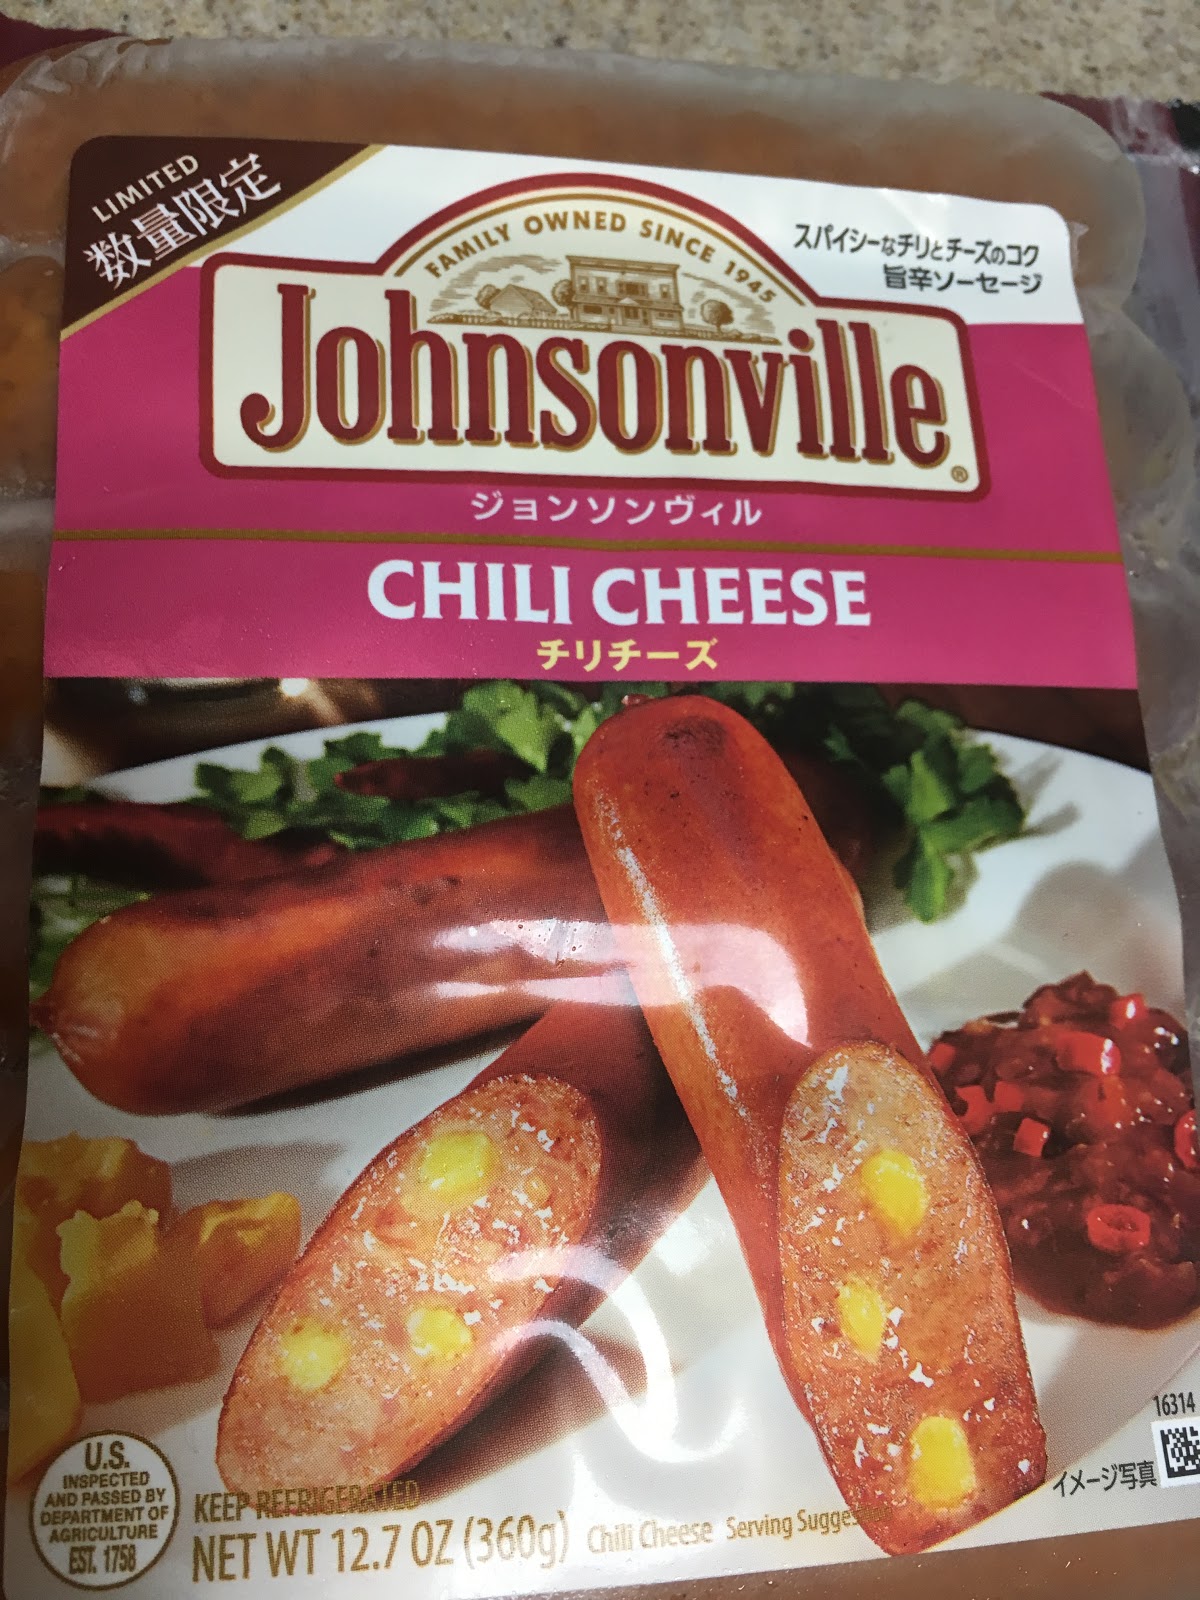 LIMITED
数量限定
FAMILY OWNED SINCE 1945
スパイシーなチリとチーズのコク
旨辛ソーセージ
Johnsonville®
ジョンソンヴィル
CHILI CHEESE
チリチーズ
16314
イメージ写真
U.S.
INSPECTED
AND PASSED BY
DEPARTMENT OF
AGRICULTURE
EST. 1758
KEEP REFRIGERATED
NET WT 12.7 OZ (360g) Chili Cheese Serving Suggestion